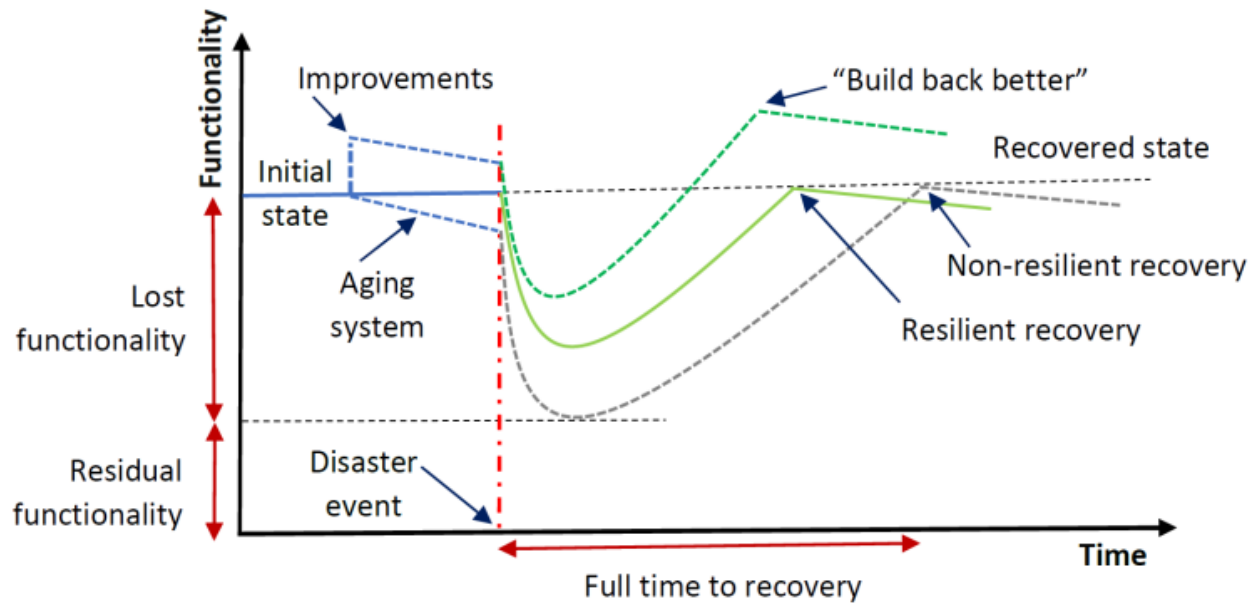 Functionality
Improvements
“Build back better”
Initial
state
Recovered state
Aging
system
Non-resilient recovery
Resilient recovery
Lost
functionality
Residual
functionality
Disaster
event
Time
Full time to recovery